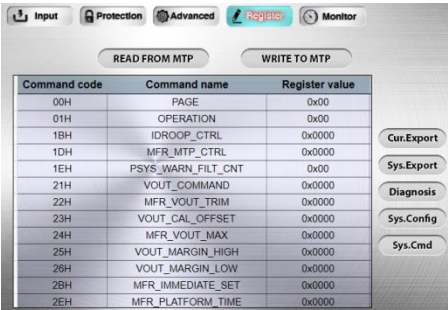 Input Protection Advanced Register Monitor
READ FROM MTP WRITE TO MTP
Command code Command name Register value
00H PAGE 0x00
01H OPERATION 0x00
1BH IDROOP_CTRL 0x0000
1DH MFR_MTP_CTRL 0x0000
1EH PSYS_WARN_FILT_CNT 0x00
21H VOUT_COMMAND 0x0000
22H MFR_VOUT_TRIM 0x0000
23H VOUT_CAL_OFFSET 0x0000
24H MFR_VOUT_MAX 0x0000
25H VOUT_MARGIN_HIGH 0x0000
26H VOUT_MARGIN_LOW 0x0000
2BH MFR_IMMEDIATE_SET 0x0000
2EH MFR_PLATFORM_TIME 0x0000
Cur.Export
Sys.Export
Diagnosis
Sys.Config
Sys.Cmd